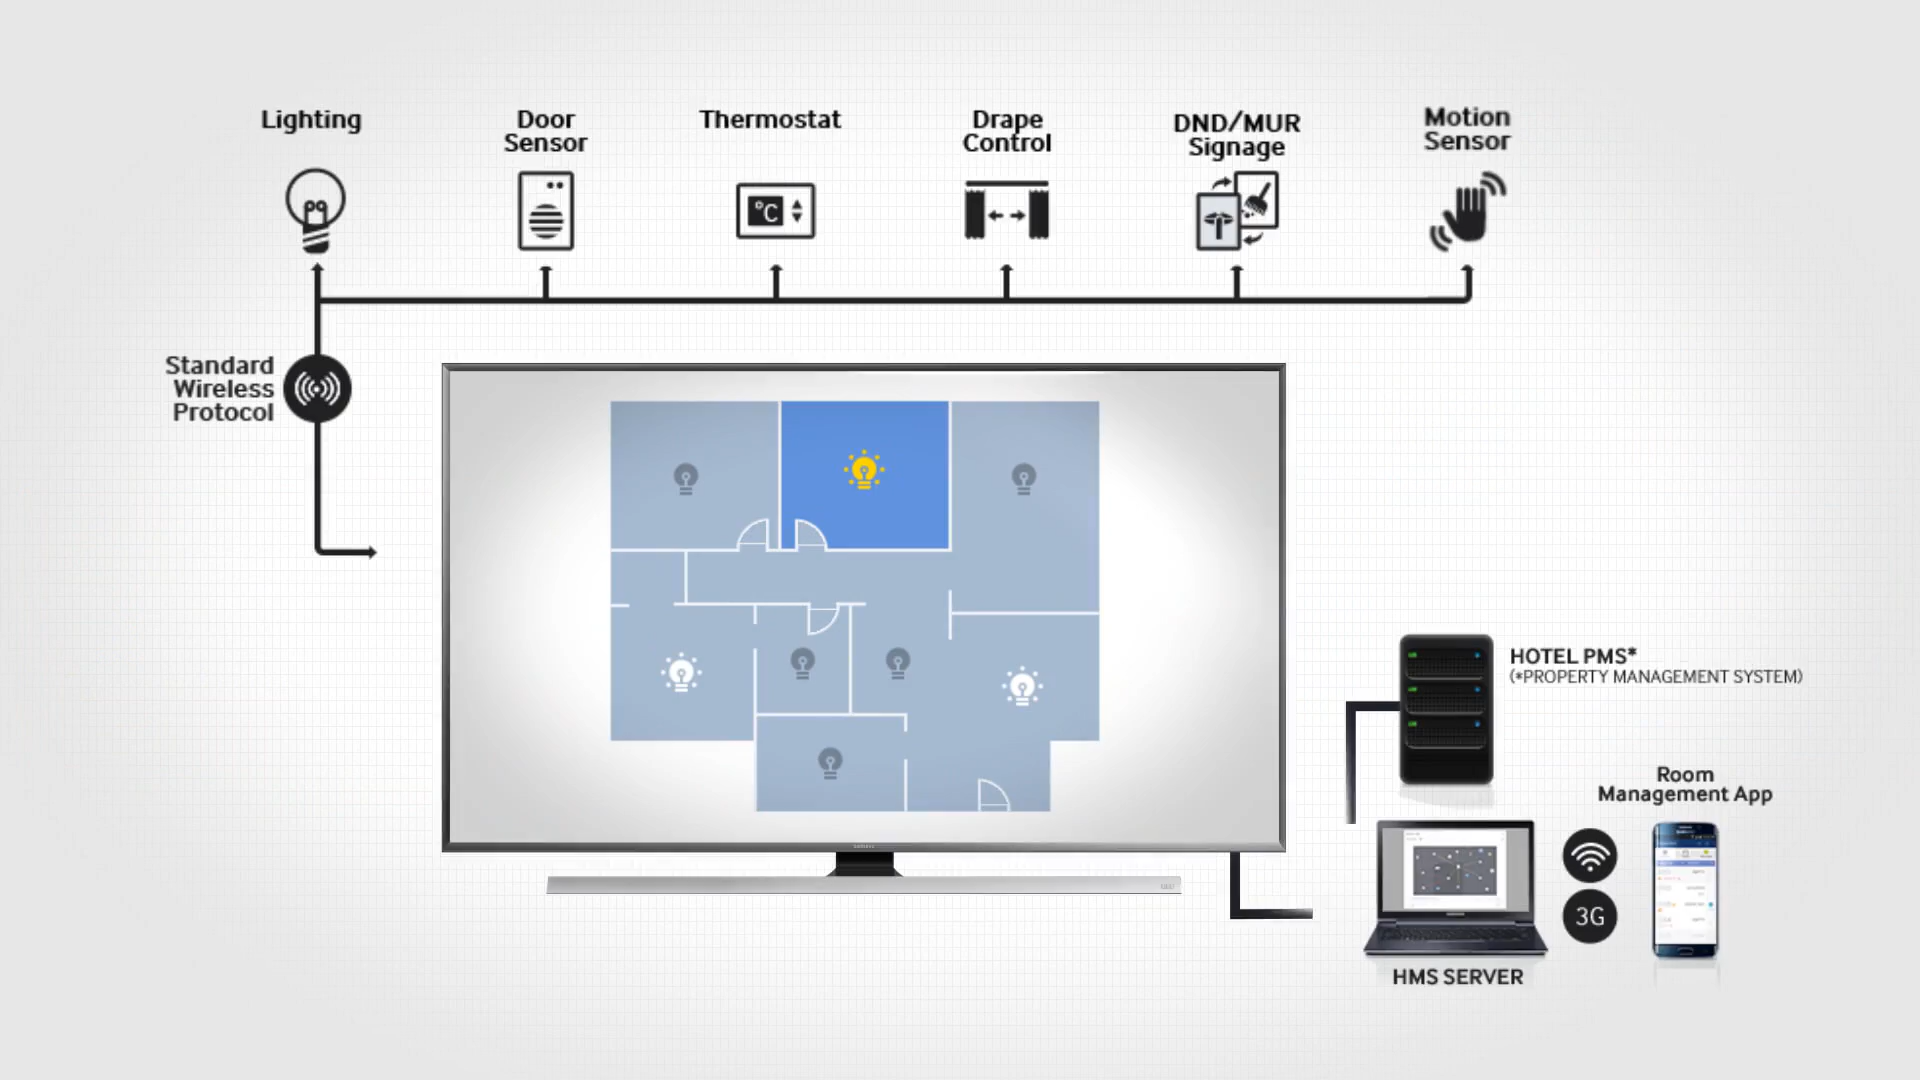 Lighting
Door
Sensor
Thermostat
Drape
Control
DND/MUR
Signage
Motion
Sensor
°C
Standard
Wireless
Protocol
HOTEL PMS*
(*PROPERTY MANAGEMENT SYSTEM)
Room
Management App
3G
HMS SERVER